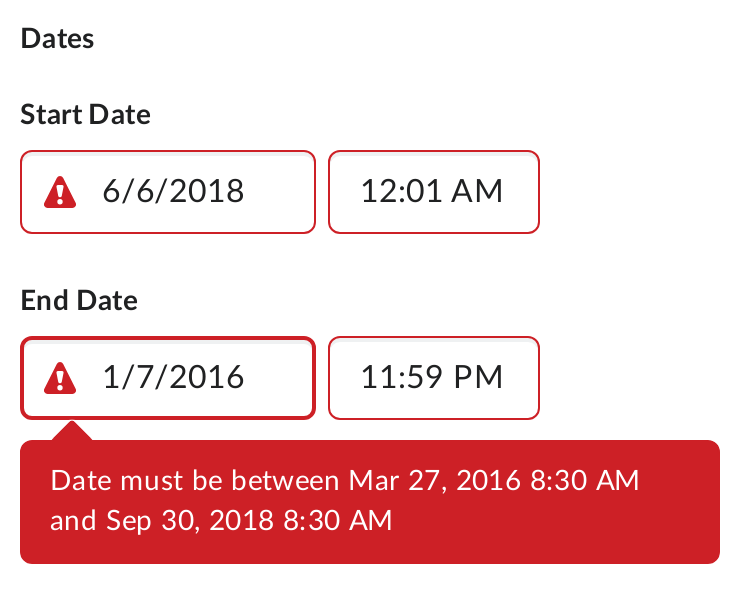 Dates
Start Date
6/6/2018 12:01 AM
End Date
1/7/2016 11:59 PM
Date must be between Mar 27, 2016 8:30 AM
and Sep 30, 2018 8:30 AM